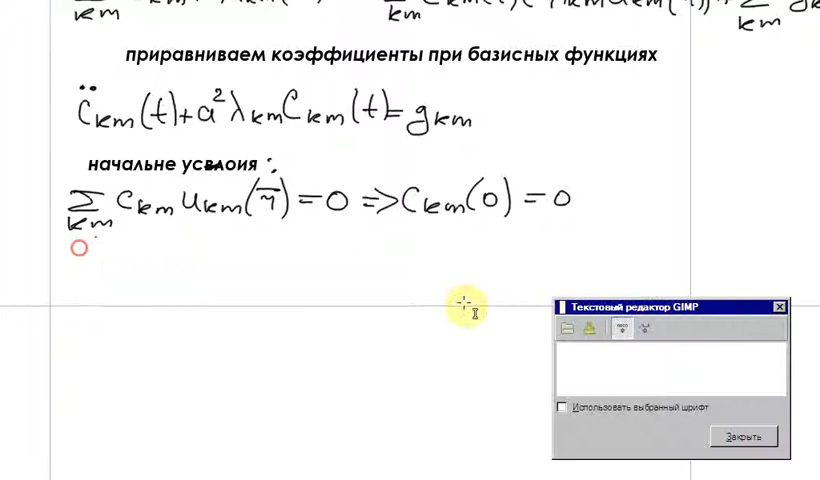 приравниваем коэффициенты при базисных функциях
C̈km(t)+a²λkmCkm(t)=gkm
начальне усвлоия :
∑km Ckm Ukm(r̅)=0 => Ckm(0)=0
Текстовый редактор GIMP
Использовать выбранный шрифт
Закрыть